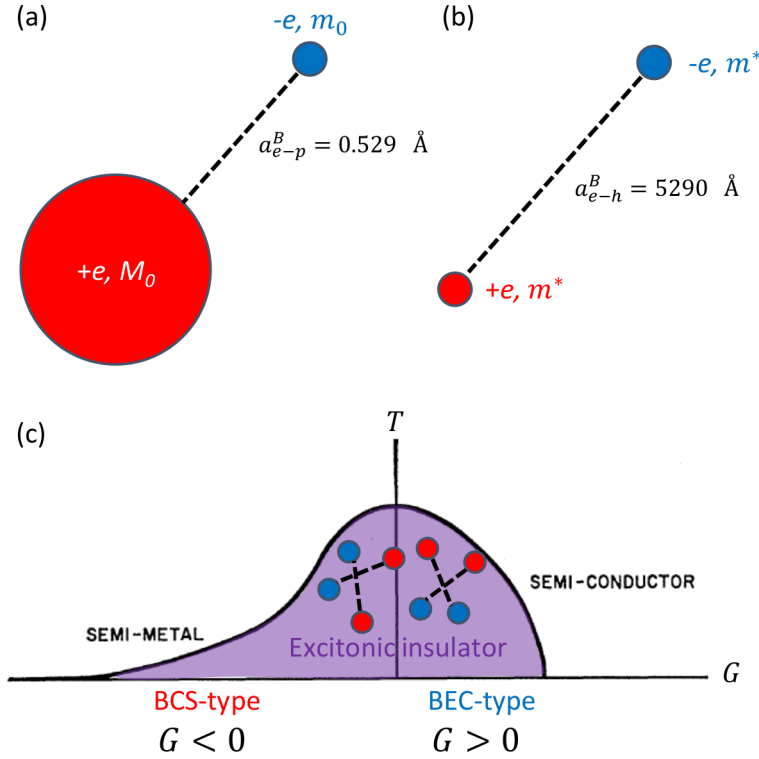 (a)
-e, m₀
a^B_{e−p} = 0.529 Å
+e, M₀
(b)
-e, m*
a^B_{e−h} = 5290 Å
+e, m*
(c)
T
SEMI-CONDUCTOR
SEMI-METAL
Excitonic insulator
G
BCS-type
BEC-type
G < 0
G > 0